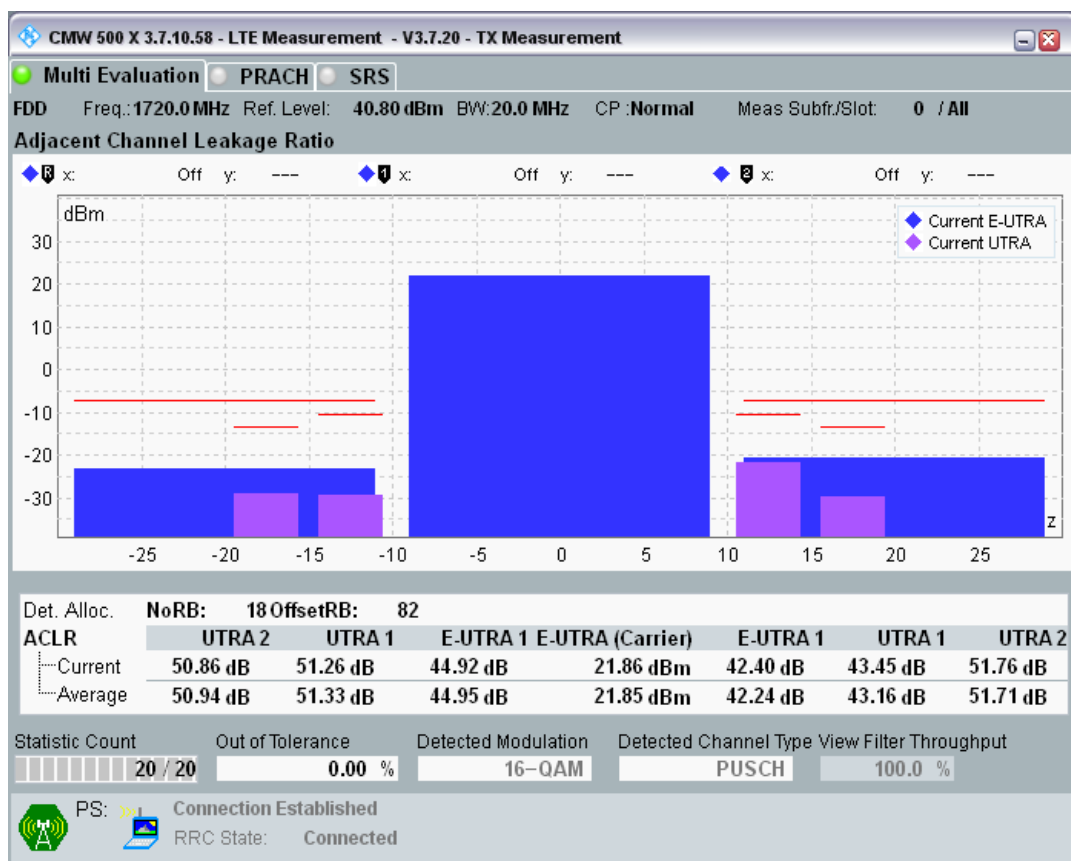 CMW 500 X 3.7.10.58 - LTE Measurement - V3.7.20 - TX Measurement
Multi Evaluation PRACH SRS
FDD Freq.: 1720.0 MHz Ref. Level: 40.80 dBm BW: 20.0 MHz CP : Normal Meas Subfr./Slot: 0 / All
Adjacent Channel Leakage Ratio
R x: Off y: --- 1 x: Off y: --- 2 x: Off y: ---
dBm
Current E-UTRA
Current UTRA
30
20
10
0
-10
-20
-30
z
-25 -20 -15 -10 -5 0 5 10 15 20 25
Det. Alloc. NoRB: 18 OffsetRB: 82
ACLR UTRA 2 UTRA 1 E-UTRA 1 E-UTRA (Carrier) E-UTRA 1 UTRA 1 UTRA 2
Current 50.86 dB 51.26 dB 44.92 dB 21.86 dBm 42.40 dB 43.45 dB 51.76 dB
Average 50.94 dB 51.33 dB 44.95 dB 21.85 dBm 42.24 dB 43.16 dB 51.71 dB
Statistic Count Out of Tolerance Detected Modulation Detected Channel Type View Filter Throughput
20 / 20 0.00 % 16-QAM PUSCH 100.0 %
PS: Connection Established
RRC State: Connected